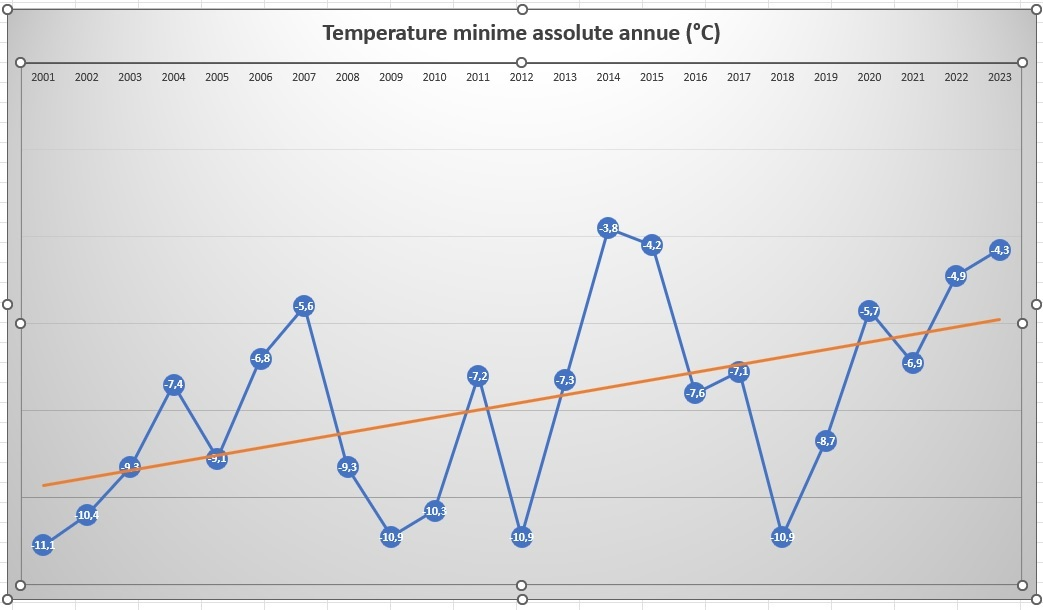 Temperature minime assolute annue (°C)
2001 2002 2003 2004 2005 2006 2007 2008 2009 2010 2011 2012 2013 2014 2015 2016 2017 2018 2019 2020 2021 2022 2023
-11,1 -10,4 -9,3 -7,4 -9,1 -6,8 -5,6 -9,3 -10,9 -10,3 -7,2 -10,9 -7,3 -3,8 -4,2 -7,6 -7,1 -10,9 -8,7 -5,7 -6,9 -4,9 -4,3